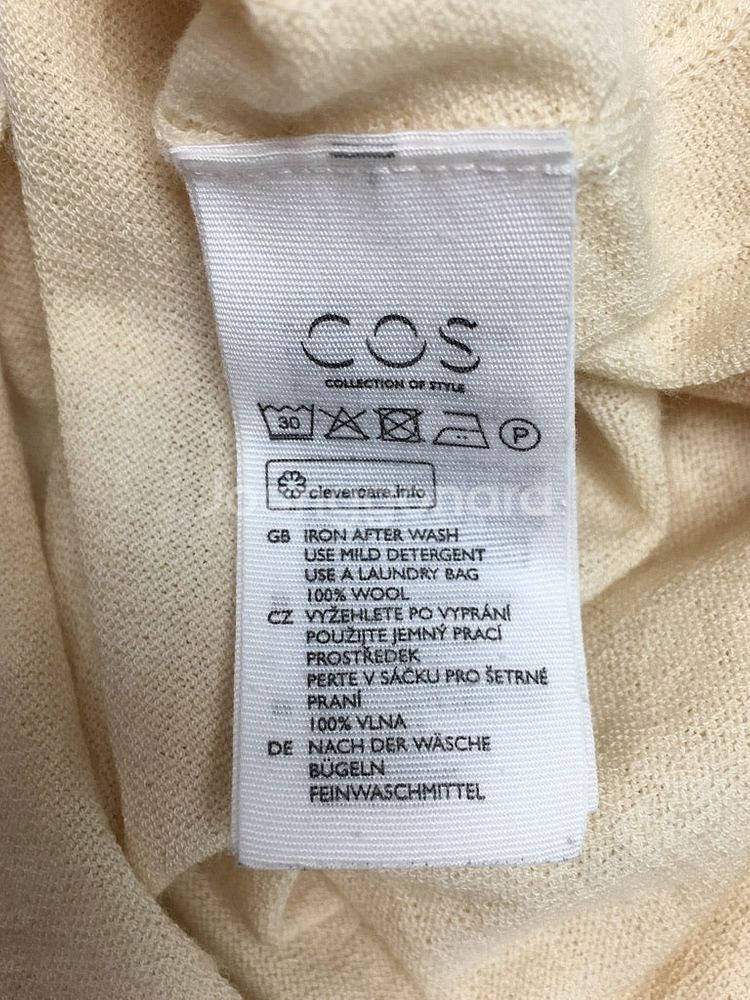 COS
COLLECTION OF STYLE
30 P
clevercare.info
GB IRON AFTER WASH
USE MILD DETERGENT
USE A LAUNDRY BAG
100% WOOL
CZ VYŽEHLETE PO VYPRÁNÍ
POUŽIJTE JEMNÝ PRACÍ
PROSTŘEDEK
PERTE V SÁČKU PRO ŠETRNÉ
PRANÍ
100% VLNA
DE NACH DER WÄSCHE
BÜGELN
FEINWASCHMITTEL